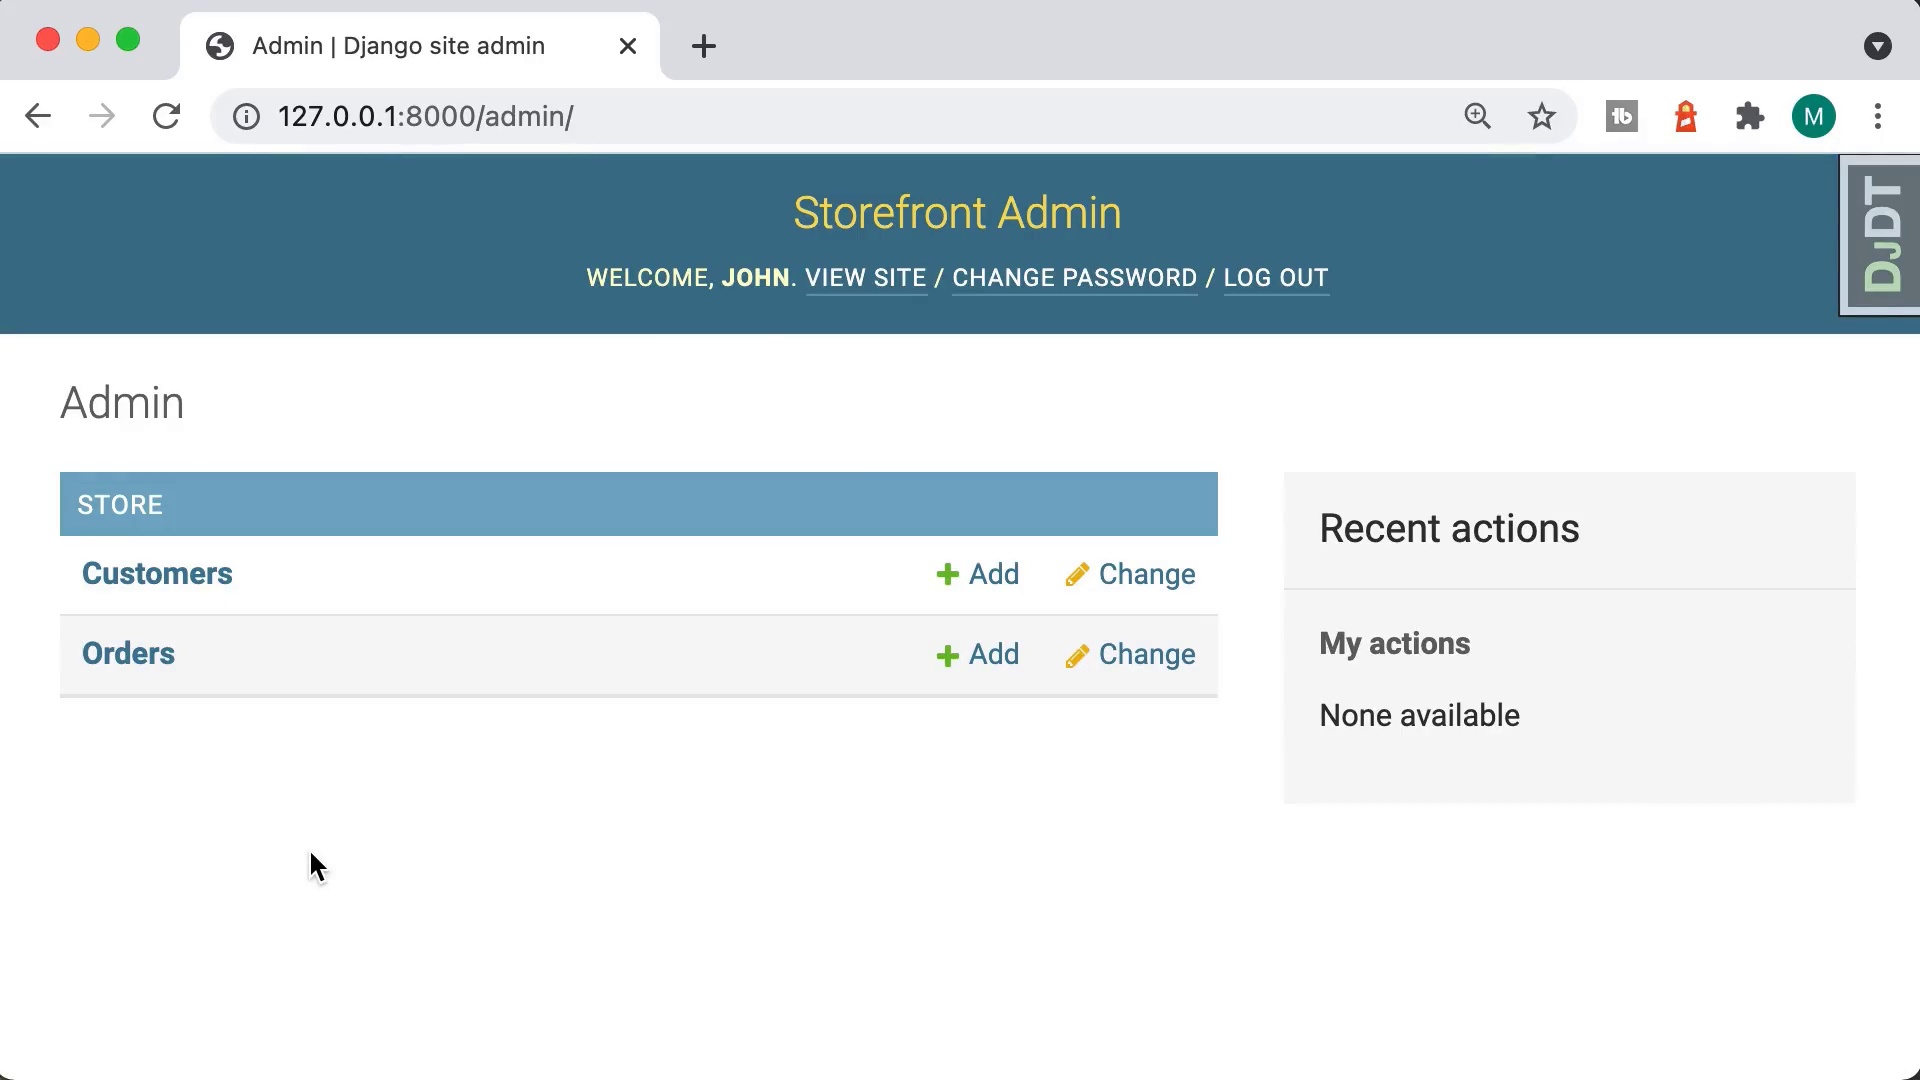 Admin | Django site admin
127.0.0.1:8000/admin/
M
Storefront Admin
WELCOME, JOHN. VIEW SITE / CHANGE PASSWORD / LOG OUT
DJDT
Admin
STORE
Customers Add Change
Orders Add Change
Recent actions
My actions
None available